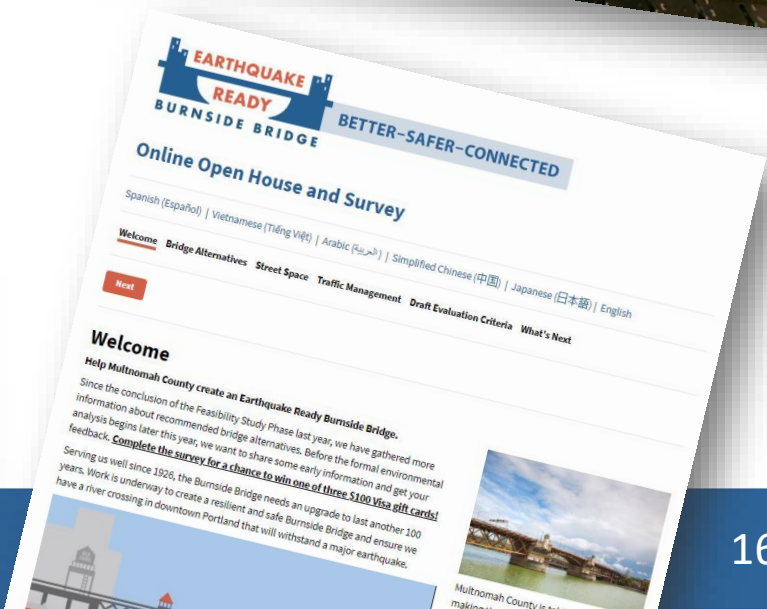 EARTHQUAKE
READY
BURNSIDE BRIDGE
BETTER-SAFER-CONNECTED
Online Open House and Survey
Spanish (Español) | Vietnamese (Tiếng Việt) | Arabic (العربية) | Simplified Chinese (中国) | Japanese (日本語) | English
Welcome Bridge Alternatives Street Space Traffic Management Draft Evaluation Criteria What's Next
Next
Welcome
Help Multnomah County create an Earthquake Ready Burnside Bridge.
Since the conclusion of the Feasibility Study Phase last year, we have gathered more
information about recommended bridge alternatives. Before the formal environmental
analysis begins later this year, we want to share some early information and get your
feedback. Complete the survey for a chance to win one of three $100 Visa gift cards!
Serving us well since 1926, the Burnside Bridge needs an upgrade to last another 100
years. Work is underway to create a resilient and safe Burnside Bridge and ensure we
have a river crossing in downtown Portland that will withstand a major earthquake.
Multnomah County is
16